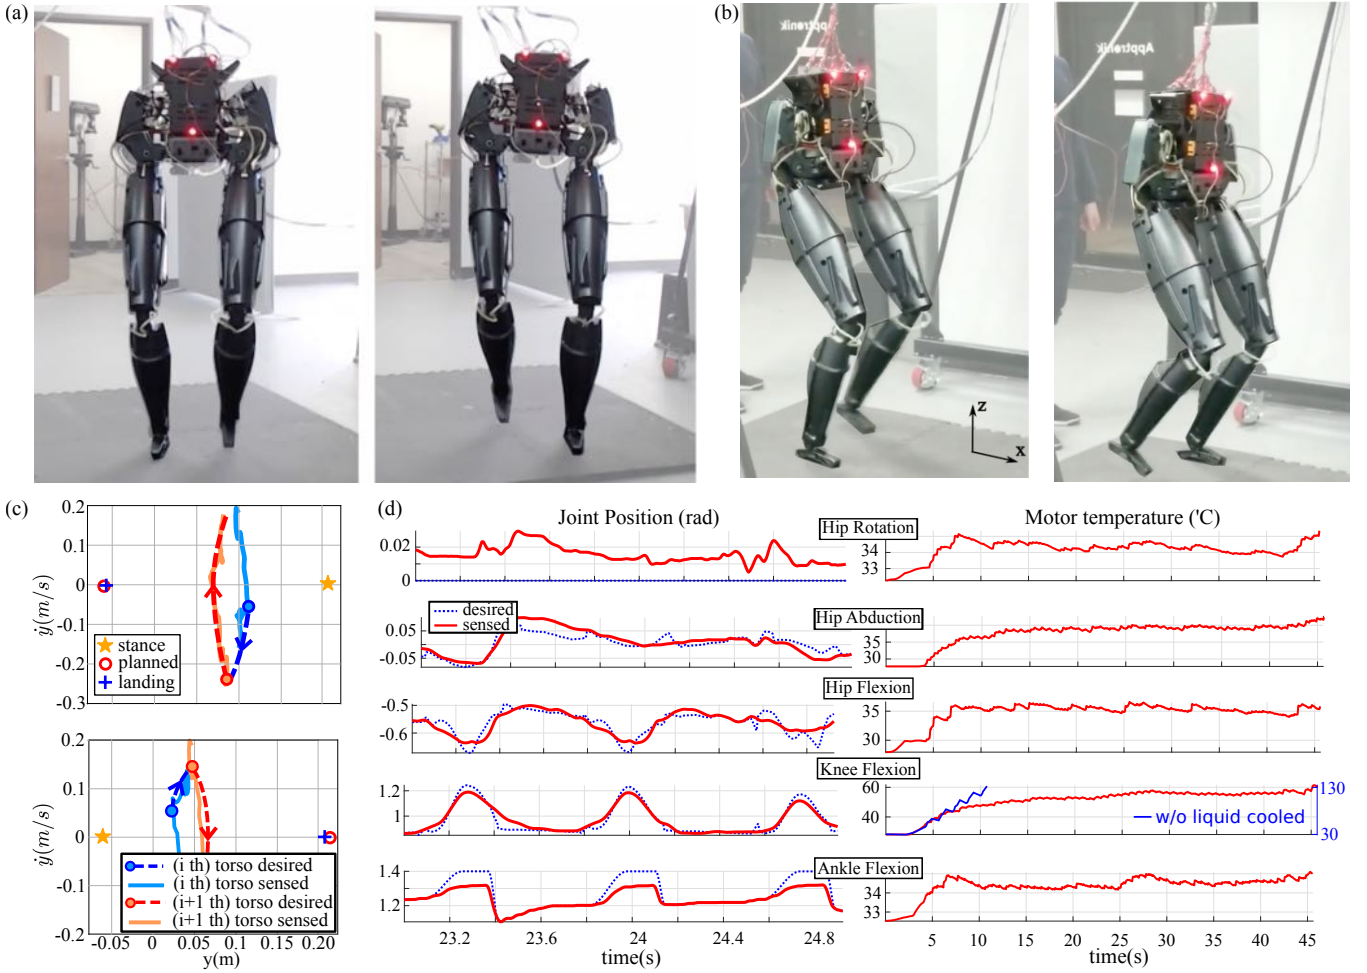 (a)
(b)
Apptronik
Apptronik
z
x
(c)
0.2
0.1
0
-0.1
-0.2
-0.3
ẏ(m/s)
stance
planned
landing
0.2
0.1
0
-0.1
-0.2
ẏ(m/s)
(i th) torso desired
(i th) torso sensed
(i+1 th) torso desired
(i+1 th) torso sensed
-0.05
0
0.05
0.1
0.15
0.20
y(m)
(d)
Joint Position (rad)
Hip Rotation
Motor temperature ('C)
0.02
0
34
33
desired
sensed
Hip Abduction
0.05
-0.05
35
30
Hip Flexion
-0.5
-0.6
35
30
Knee Flexion
1.2
1
60
40
130
30
w/o liquid cooled
Ankle Flexion
1.4
1.2
34
33
23.2
23.6
24
24.4
24.8
time(s)
5
10
15
20
25
30
35
40
45
time(s)